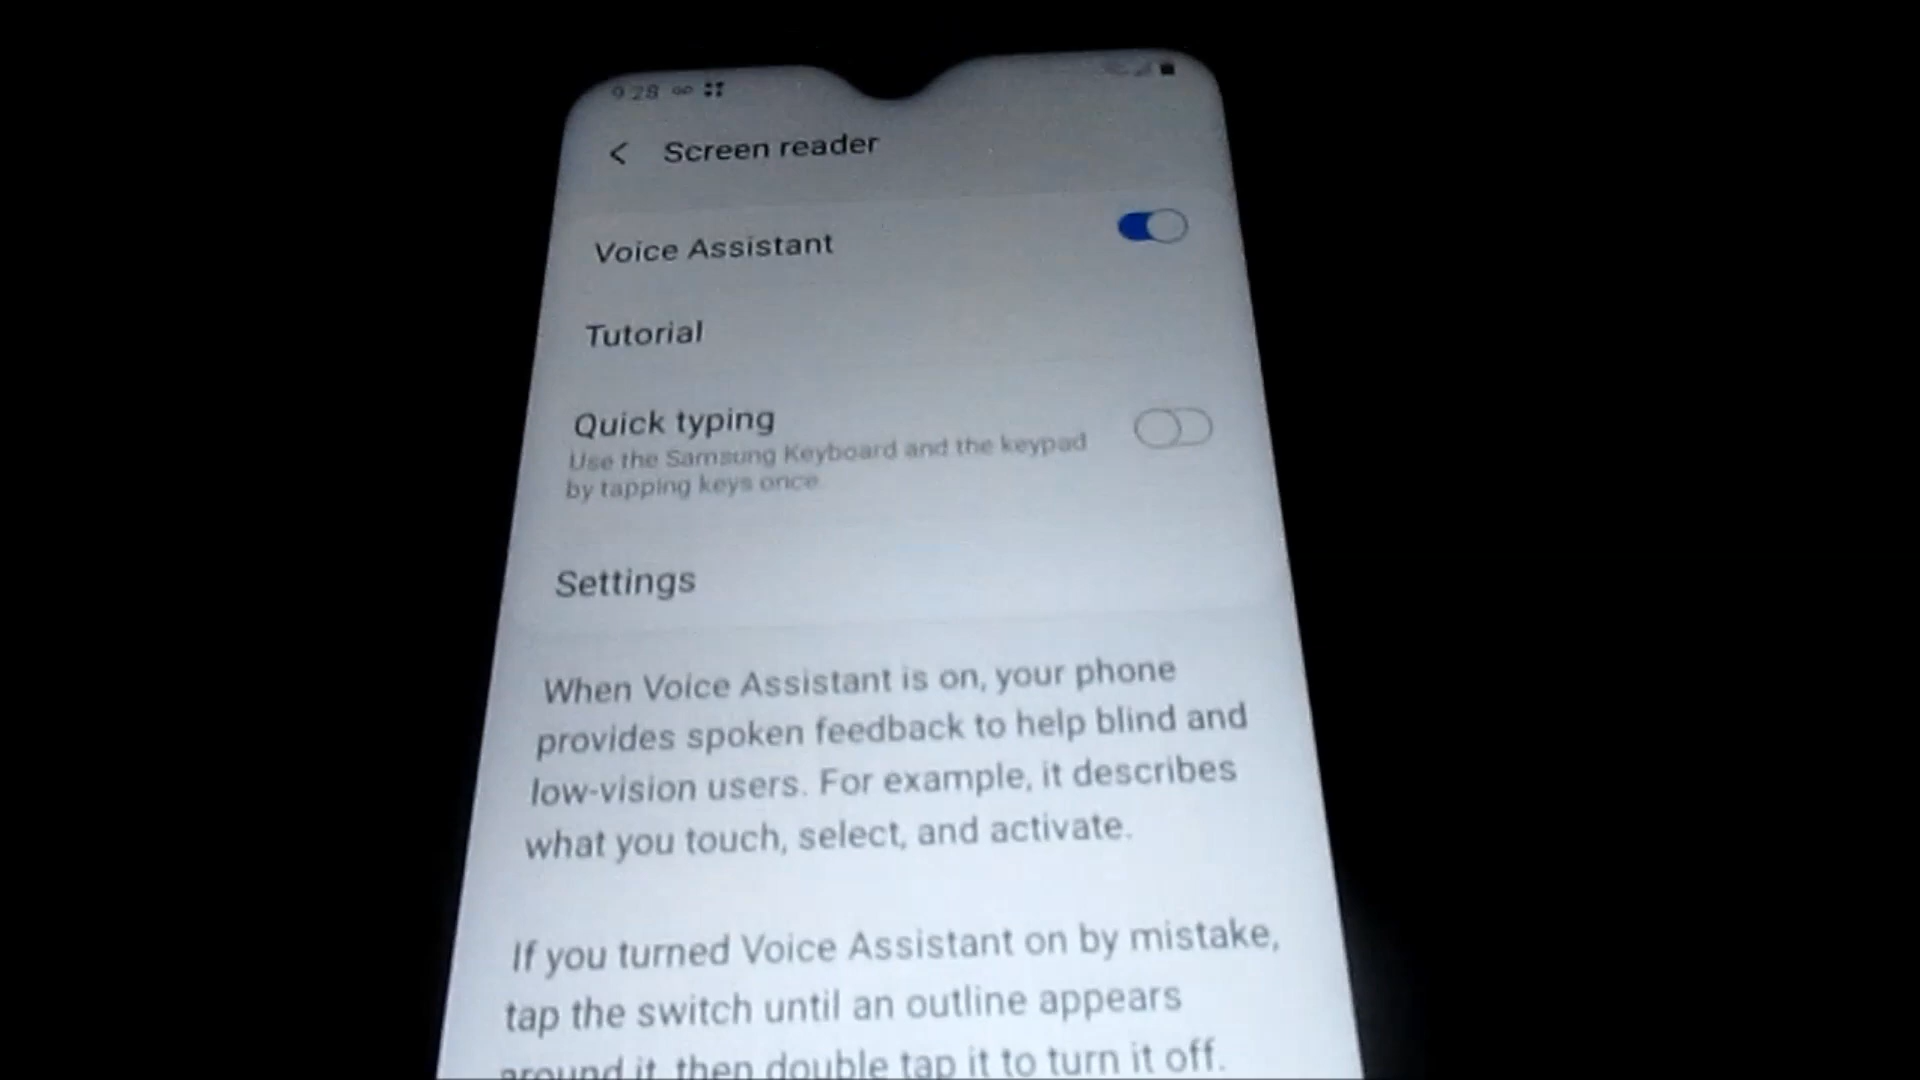 9:28
Screen reader
Voice Assistant
Tutorial
Quick typing
Use the Samsung Keyboard and the keypad
by tapping keys once.
Settings
When Voice Assistant is on, your phone
provides spoken feedback to help blind and
low-vision users. For example, it describes
what you touch, select, and activate.
If you turned Voice Assistant on by mistake,
tap the switch until an outline appears
around it, then double tap it to turn it off.